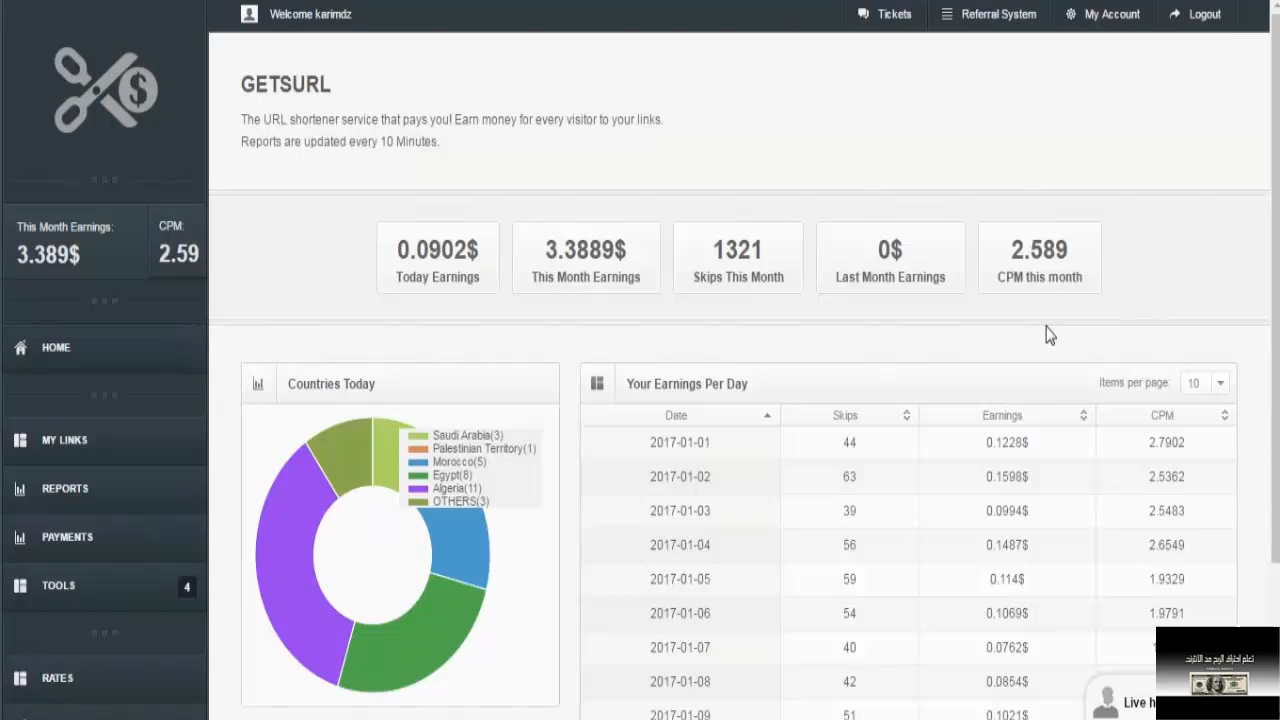 Welcome karimdz
Tickets
Referral System
My Account
Logout
$
GETSURL
The URL shortener service that pays you! Earn money for every visitor to your links.
Reports are updated every 10 Minutes.
This Month Earnings:
3.389$
CPM:
2.59
0.0902$
Today Earnings
3.3889$
This Month Earnings
1321
Skips This Month
0$
Last Month Earnings
2.589
CPM this month
HOME
MY LINKS
REPORTS
PAYMENTS
TOOLS
4
RATES
Countries Today
Saudi Arabia(3)
Palestinian Territory(1)
Morocco(5)
Egypt(8)
Algeria(11)
OTHERS(3)
Your Earnings Per Day
Items per page: 10
Date Skips Earnings CPM
2017-01-01 44 0.1228$ 2.7902
2017-01-02 63 0.1598$ 2.5362
2017-01-03 39 0.0994$ 2.5483
2017-01-04 56 0.1487$ 2.6549
2017-01-05 59 0.114$ 1.9329
2017-01-06 54 0.1069$ 1.9791
2017-01-07 40 0.0762$
2017-01-08 42 0.0854$
2017-01-09 51 0.1021$
Live
تعلم احتراف الربح من الانترنت